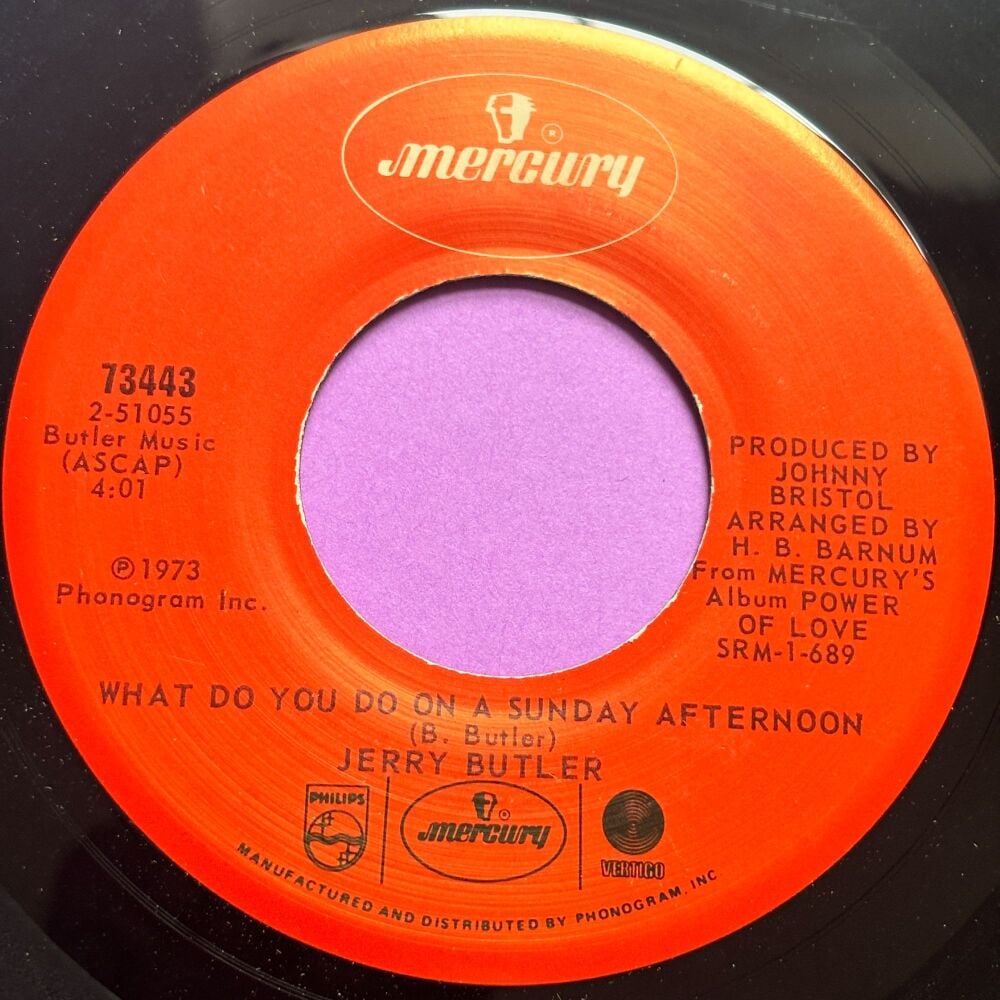 mercury ®
73443
2-51055
Butler Music
(ASCAP)
4:01
℗ 1973
Phonogram Inc.
PRODUCED BY
JOHNNY
BRISTOL
ARRANGED BY
H. B. BARNUM
From MERCURY'S
Album POWER
OF LOVE
SRM-1-689
WHAT DO YOU DO ON A SUNDAY AFTERNOON
(B. Butler)
JERRY BUTLER
PHILIPS
mercury ®
VERTIGO
MANUFACTURED AND DISTRIBUTED BY PHONOGRAM, INC